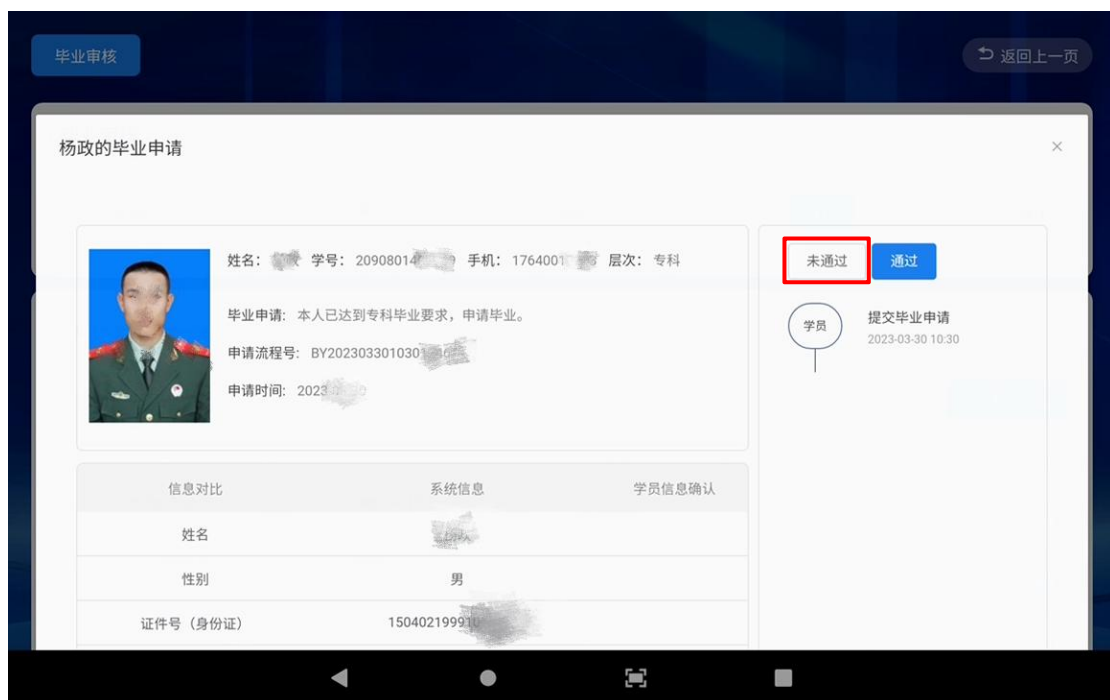 毕业审核
返回上一页
杨政的毕业申请
姓名： 学号：20908014 手机：1764001 层次：专科
未通过 通过
毕业申请：本人已达到专科毕业要求，申请毕业。
学员 提交毕业申请
2023-03-30 10:30
申请流程号：BY202303301030
申请时间：2023
信息对比 系统信息 学员信息确认
姓名
性别 男
证件号（身份证） 150402199910